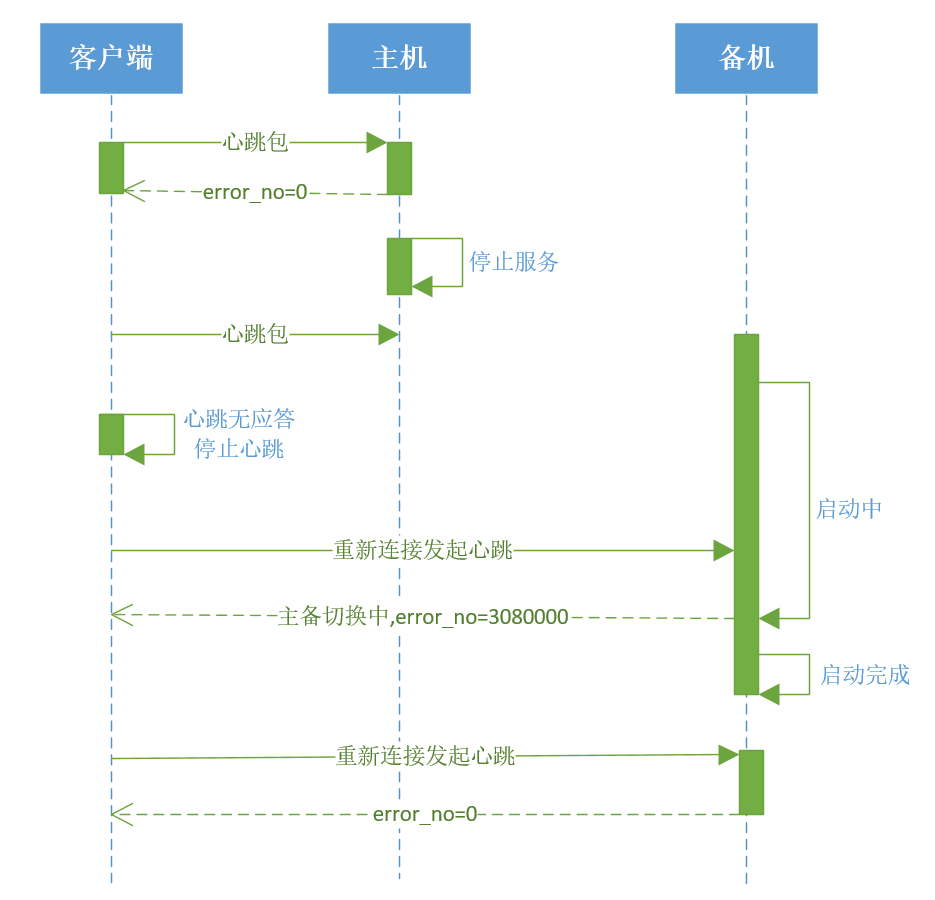 客户端
主机
备机
心跳包
error_no=0
停止服务
心跳包
心跳无应答
停止心跳
启动中
重新连接发起心跳
主备切换中,error_no=3080000
启动完成
重新连接发起心跳
error_no=0